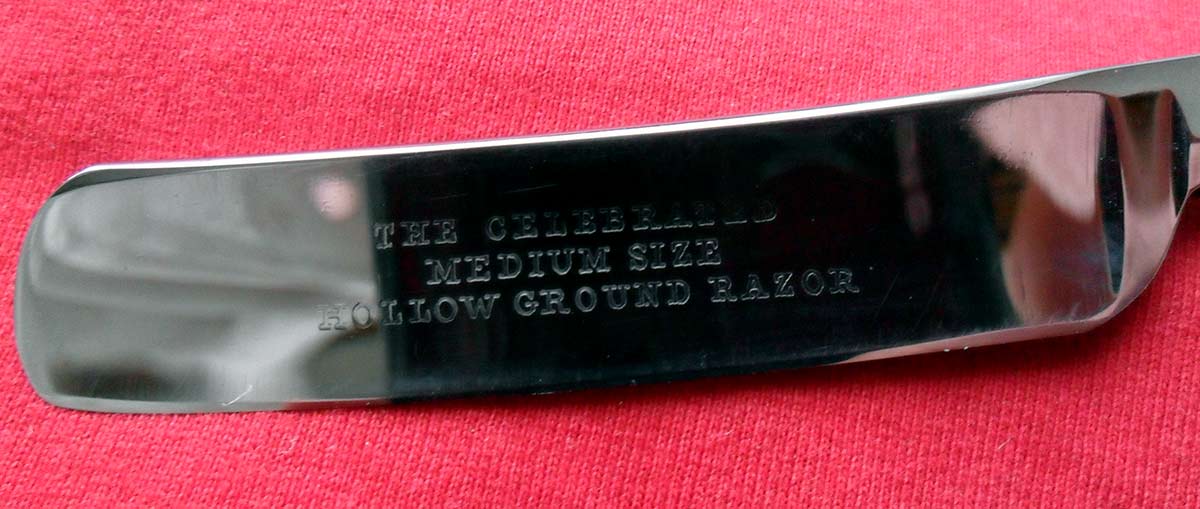 THE CELEBRATED
MEDIUM SIZE
HOLLOW GROUND RAZOR